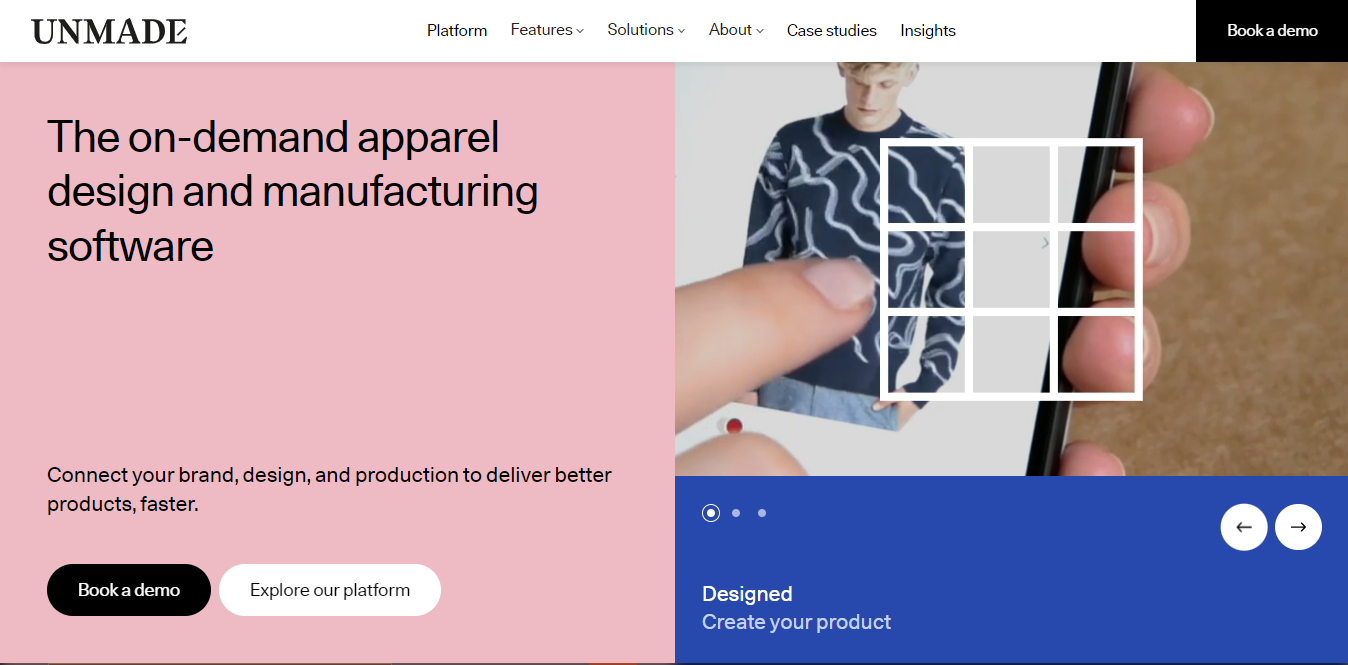 UNMADE
Platform
Features
Solutions
About
Case studies
Insights
Book a demo
The on-demand apparel
design and manufacturing
software
Connect your brand, design, and production to deliver better
products, faster.
Book a demo
Explore our platform
Designed
Create your product